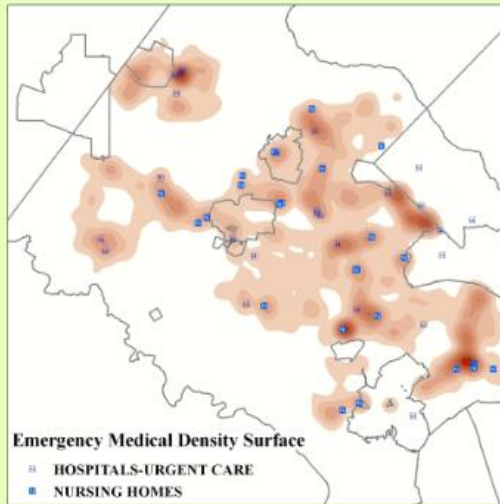 Emergency Medical Density Surface
H HOSPITALS-URGENT CARE
N NURSING HOMES